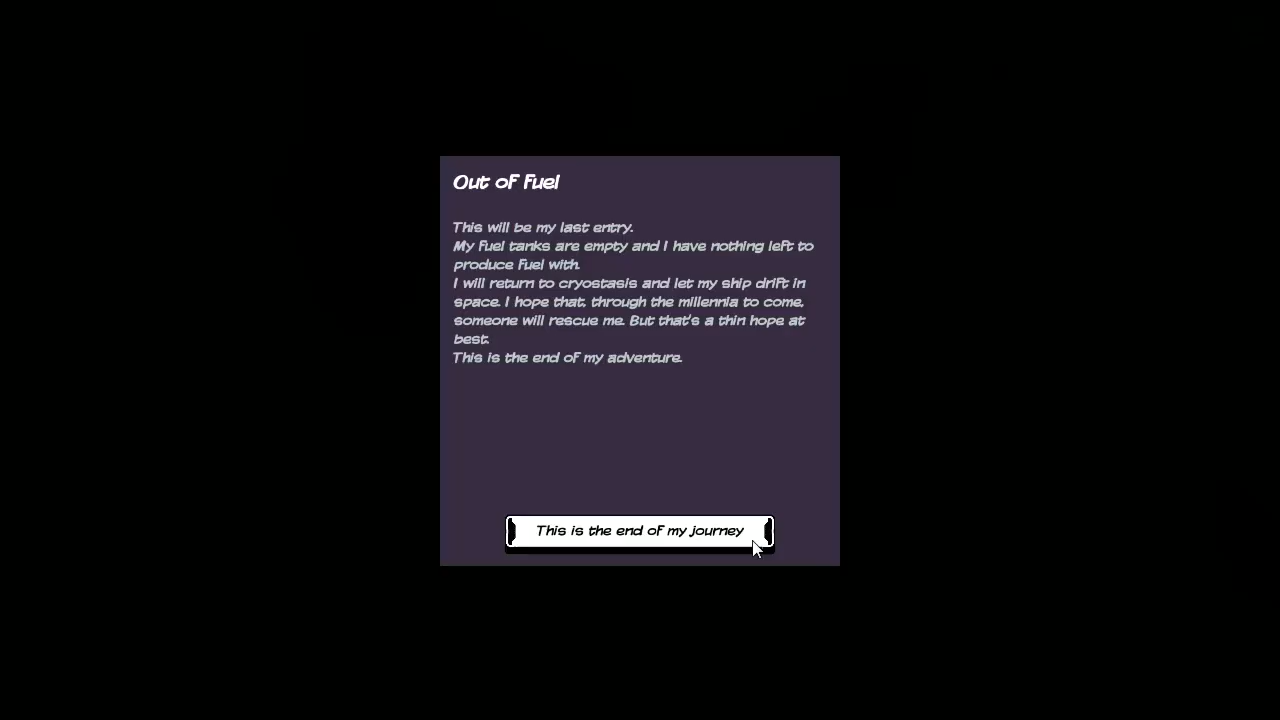 Out of Fuel
This will be my last entry.
My fuel tanks are empty and I have nothing left to
produce fuel with.
I will return to cryostasis and let my ship drift in
space. I hope that, through the millennia to come,
someone will rescue me. But that's a thin hope at
best.
This is the end of my adventure.
This is the end of my journey